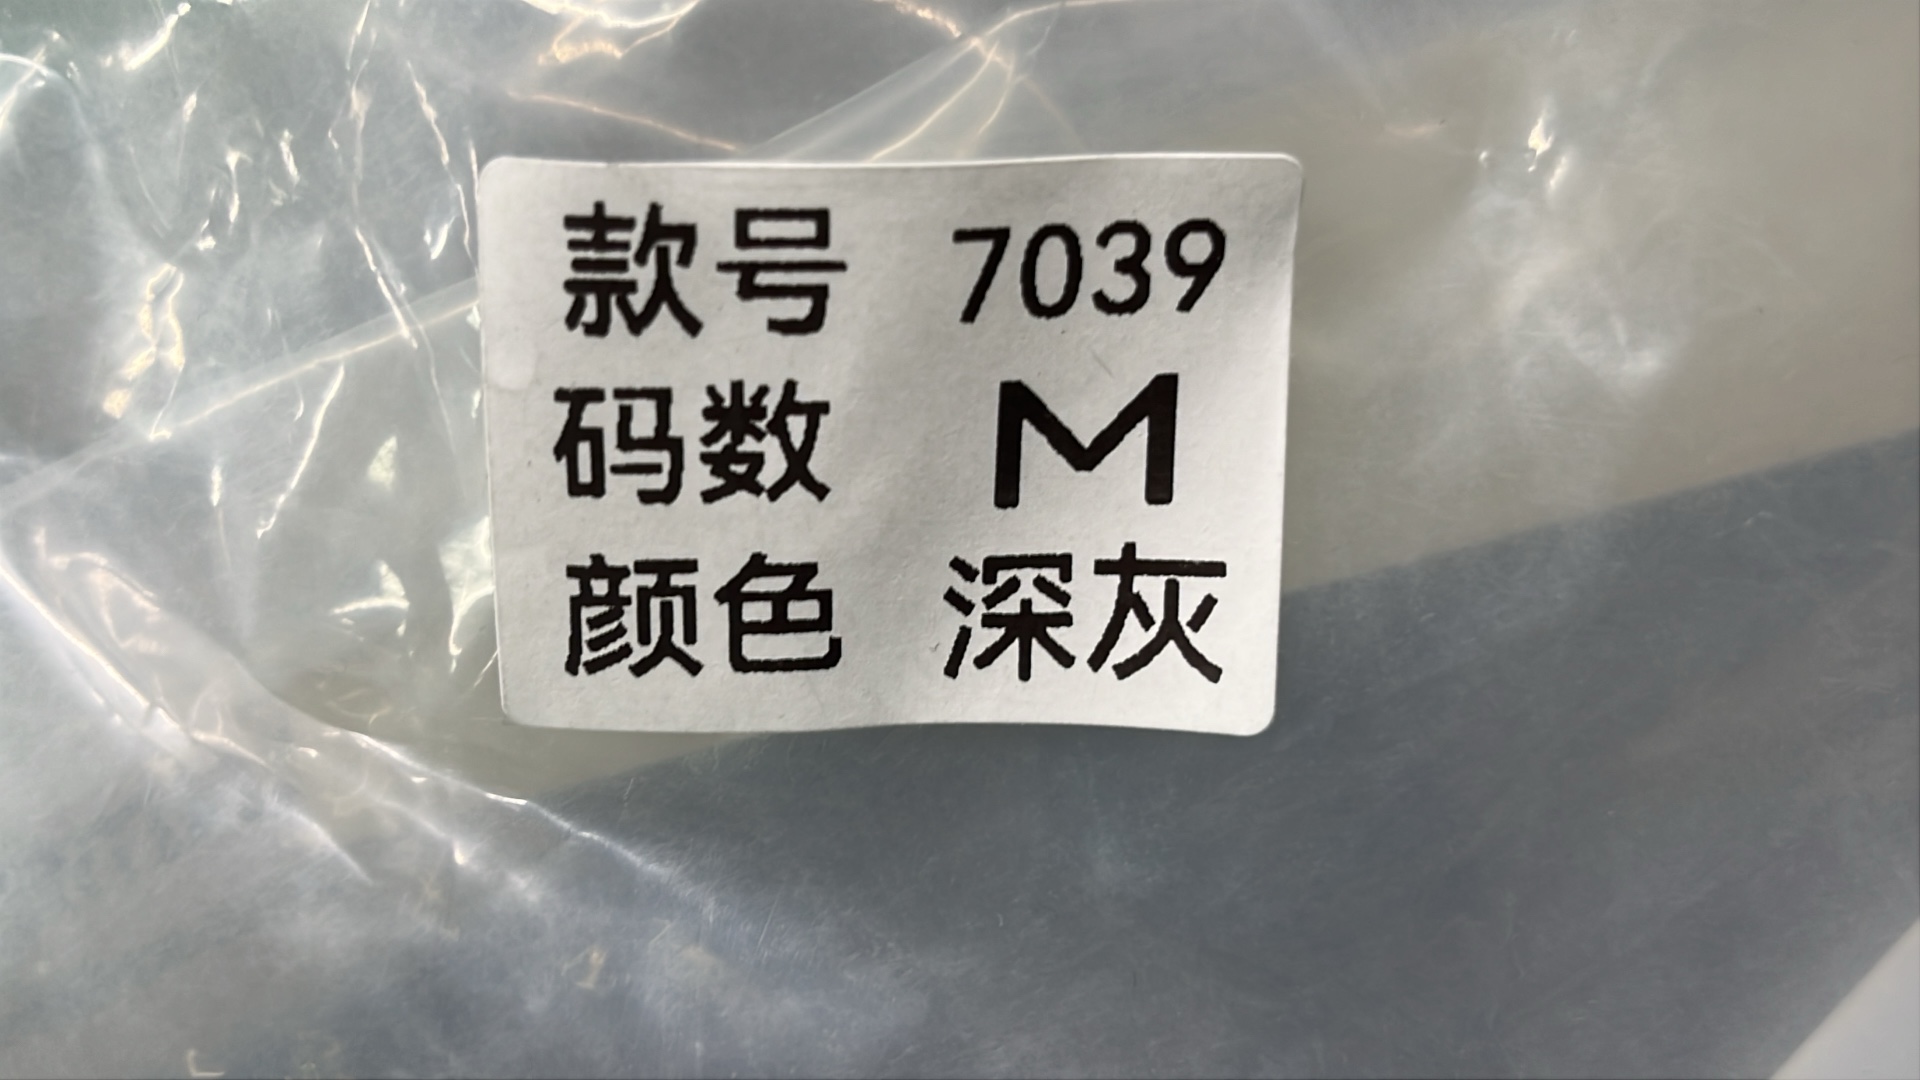 款号 7039
码数 M
颜色 深灰